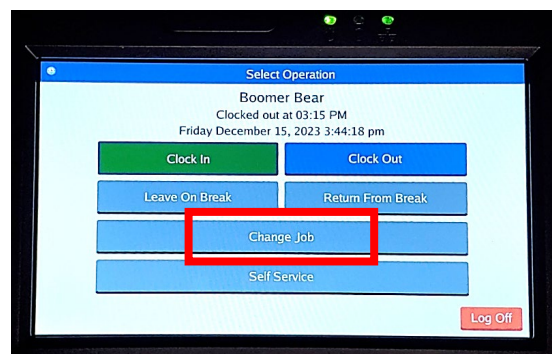 Select Operation
Boomer Bear
Clocked out at 03:15 PM
Friday December 15, 2023 3:44:18 pm
Clock In Clock Out
Leave On Break Return From Break
Change Job
Self Service
Log Off